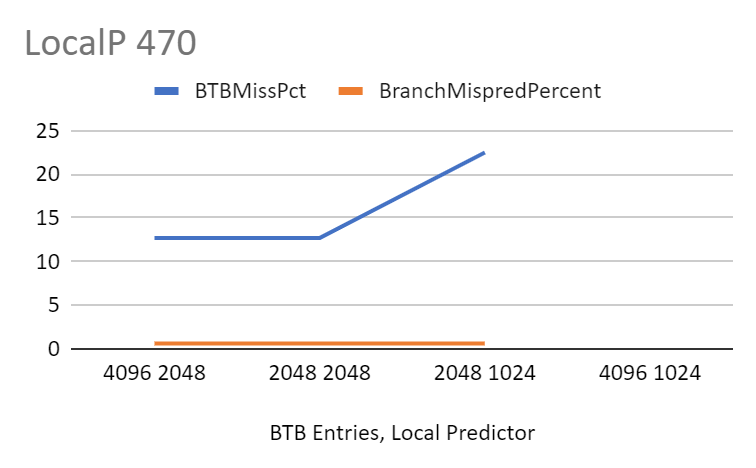 LocalP 470
BTBMissPct BranchMispredPercent
25
20
15
10
5
0
4096 2048 2048 2048 2048 1024 4096 1024
BTB Entries, Local Predictor